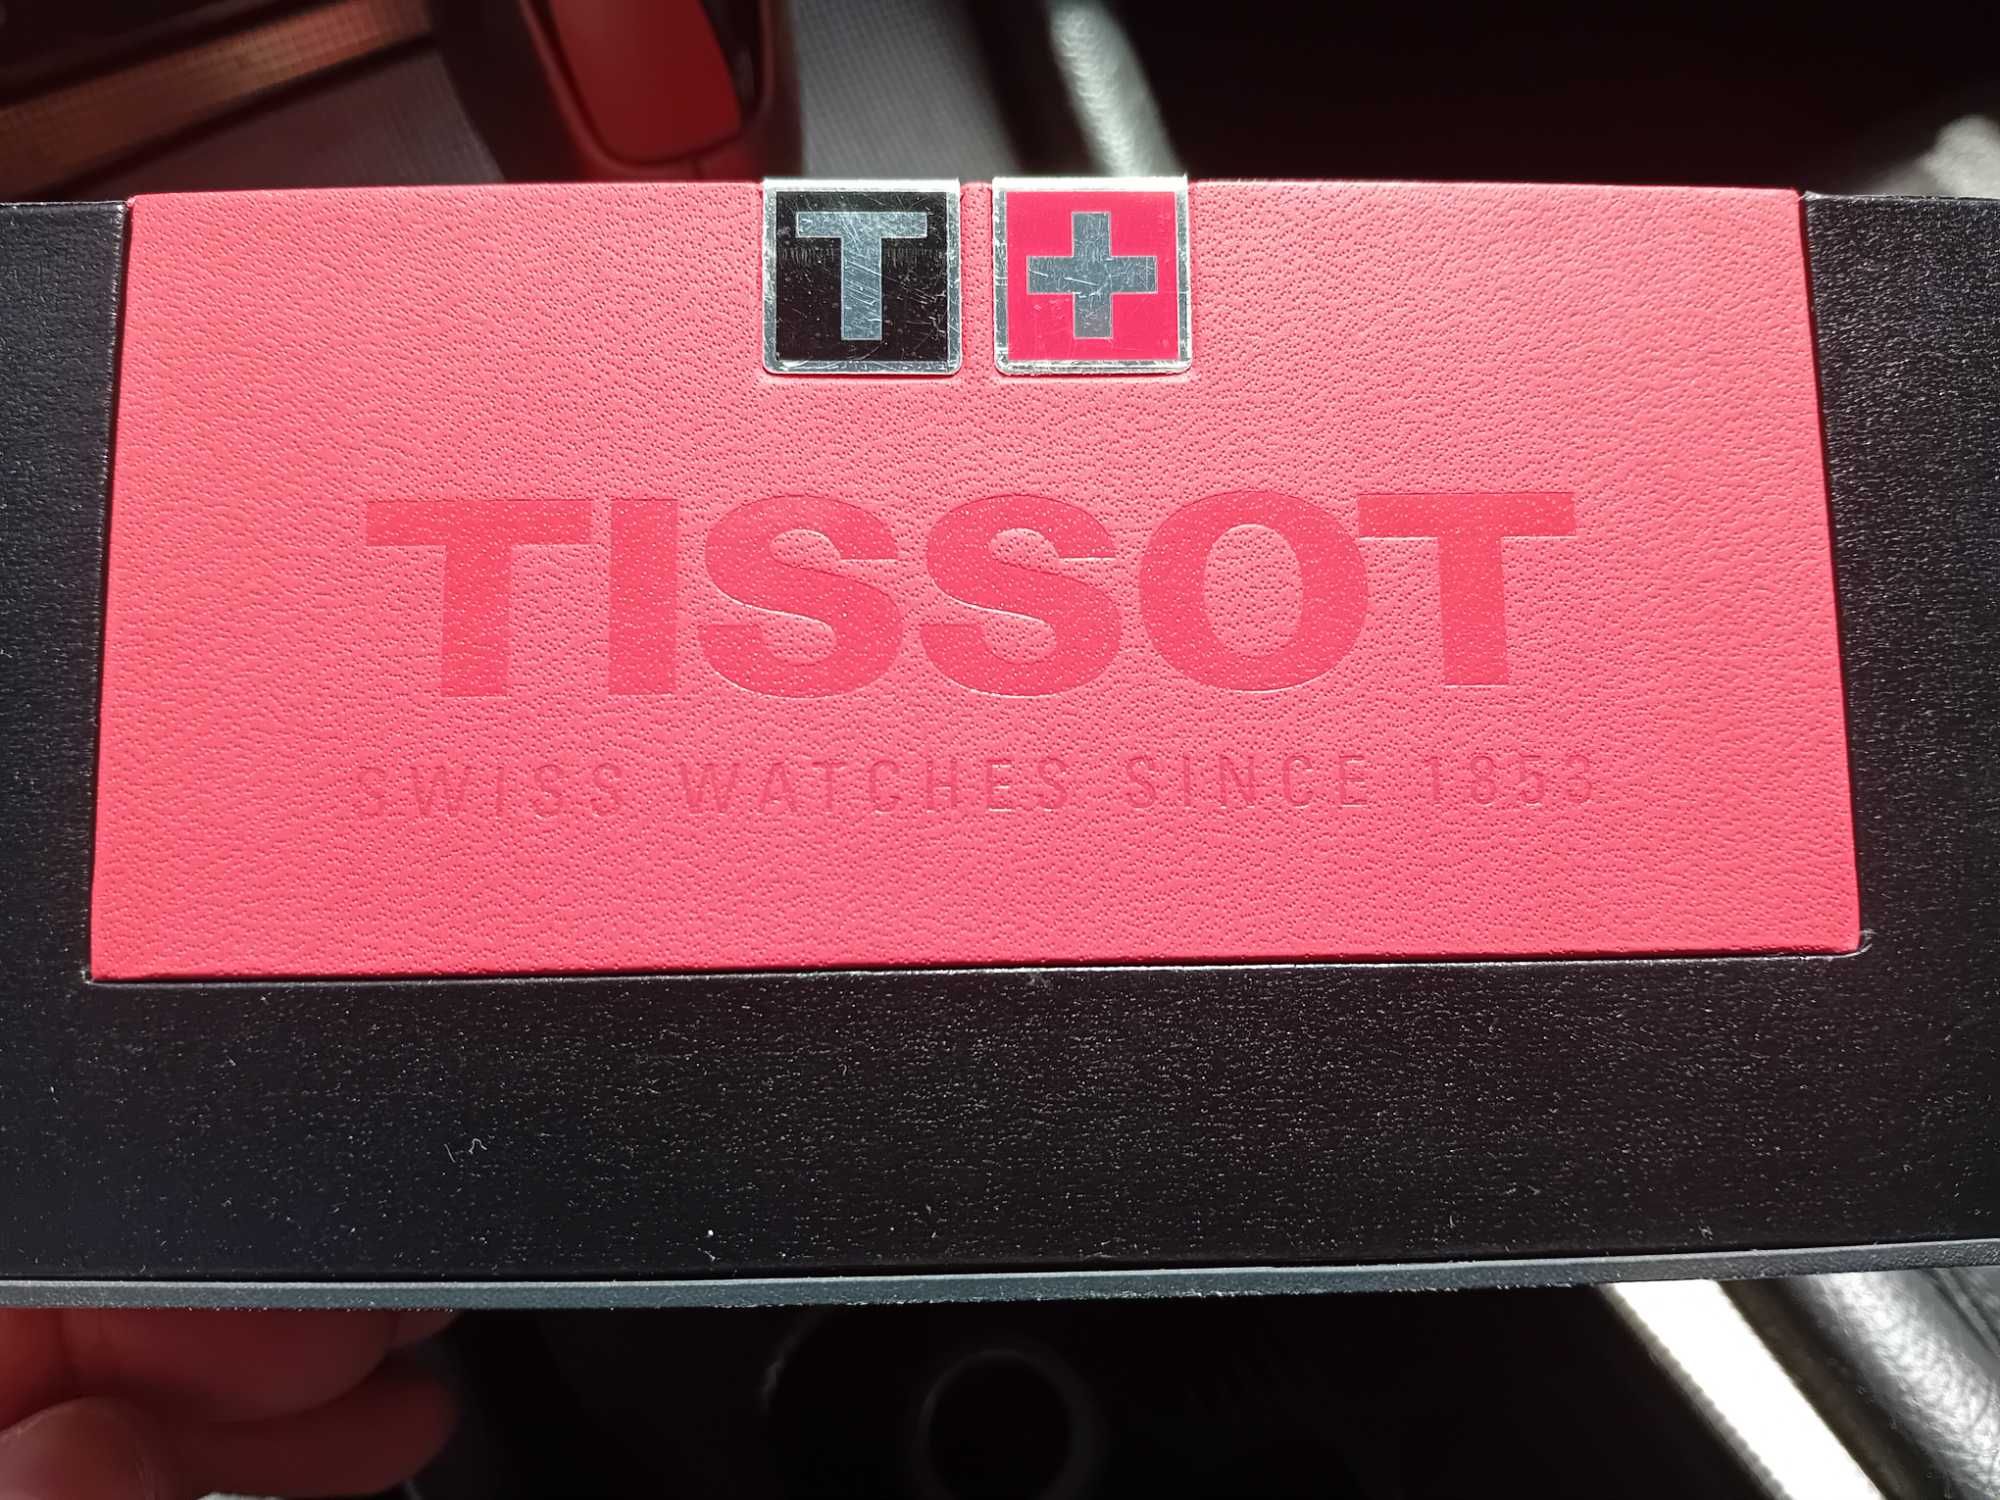 T+
TISSOT
SWISS WATCHES SINCE 1853